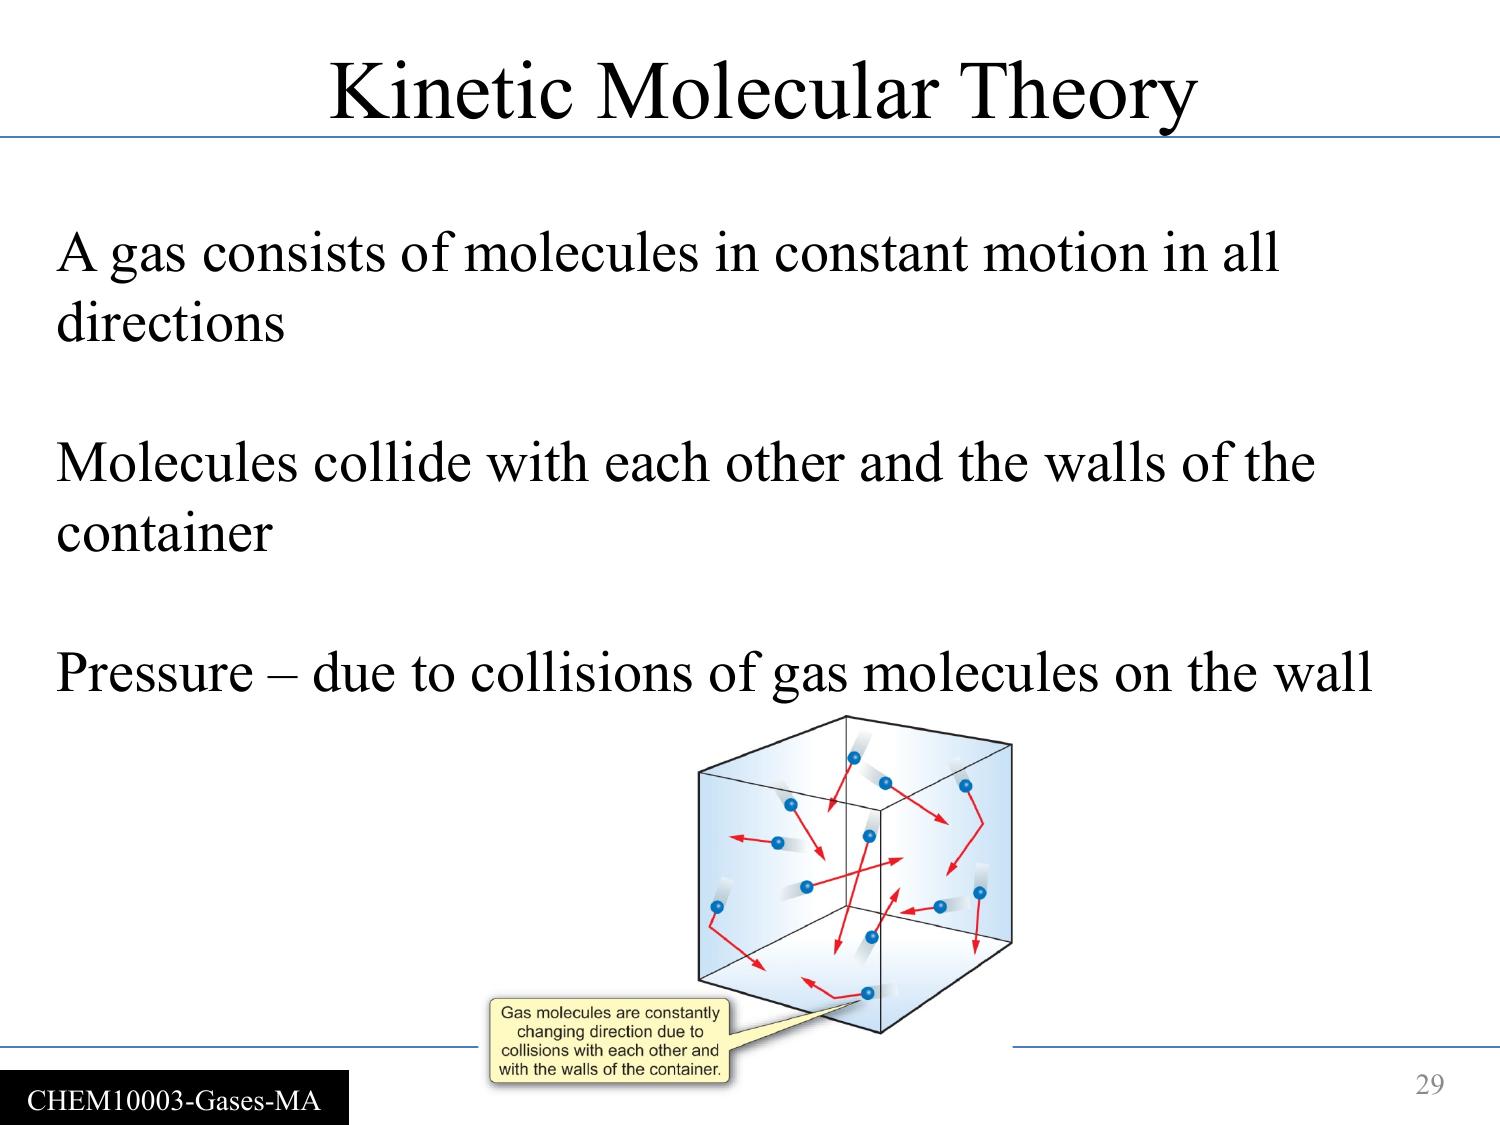 Kinetic Molecular Theory
A gas consists of molecules in constant motion in all
directions
Molecules collide with each other and the walls of the
container
Pressure – due to collisions of gas molecules on the wall
Gas molecules are constantly
changing direction due to
collisions with each other and
with the walls of the container.
CHEM10003-Gases-MA
29